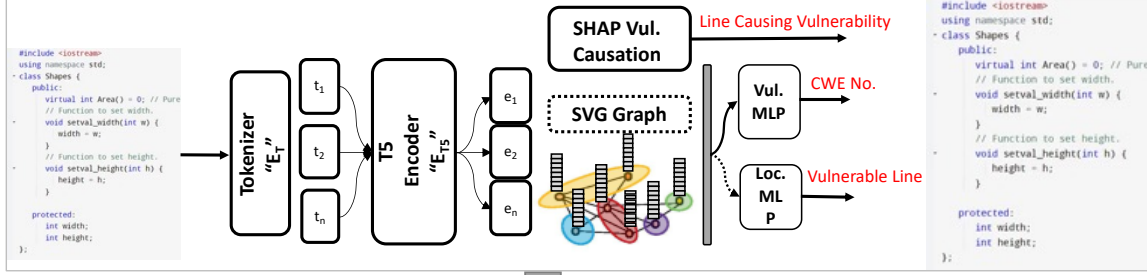 #include <iostream>
using namespace std;
class Shapes {
public:
virtual int Area() = 0; // Pure
// Function to set width.
void setval_width(int w) {
width = w;
}
// Function to set height.
void setval_height(int h) {
height = h;
}
protected:
int width;
int height;
};
Tokenizer
"E_T"
t1
t2
tn
T5
Encoder
"E_T5"
e1
e2
en
SHAP Vul.
Causation
Line Causing Vulnerability
SVG Graph
Vul.
MLP
CWE No.
Loc.
ML
P
Vulnerable Line
#include <iostream>
using namespace std;
class Shapes {
public:
virtual int Area() = 0; // Pure
// Function to set width.
void setval_width(int w) {
width = w;
}
// Function to set height.
void setval_height(int h) {
height = h;
}
protected:
int width;
int height;
};